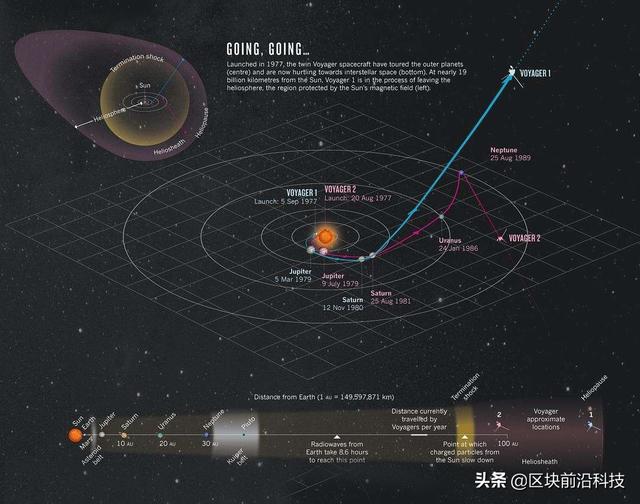 GOING, GOING…
Launched in 1977, the twin Voyager spacecraft have toured the outer planets
(centre) and are now hurtling towards interstellar space (bottom). At nearly 19
billion kilometres from the Sun, Voyager 1 is in the process of leaving the
heliosphere, the region protected by the Sun's magnetic field (left).
Termination shock
Sun
Heliosphere
Heliopause
Heliosheath
VOYAGER 1
Neptune
25 Aug 1989
VOYAGER 1
Launch: 5 Sep 1977
VOYAGER 2
Launch: 20 Aug 1977
Uranus
24 Jan 1986
VOYAGER 2
Jupiter
5 Mar 1979
Jupiter
9 July 1979
Saturn
25 Aug 1981
Saturn
12 Nov 1980
Distance from Earth (1 AU = 149,597,871 km)
Sun
Earth
Mars
Asteroid
belt
Jupiter
Saturn
Uranus
Neptune
Pluto
Kuiper
belt
10 AU
20 AU
30 AU
Radiowaves from
Earth take 8.6 hours
to reach this point
Distance currently
travelled by
Voyagers per year
Termination
shock
Point at which
charged particles from
the Sun slow down
2
100 AU
Voyager
approximate
locations
1
Heliopause
Heliosheath
头条 @区块前沿科技